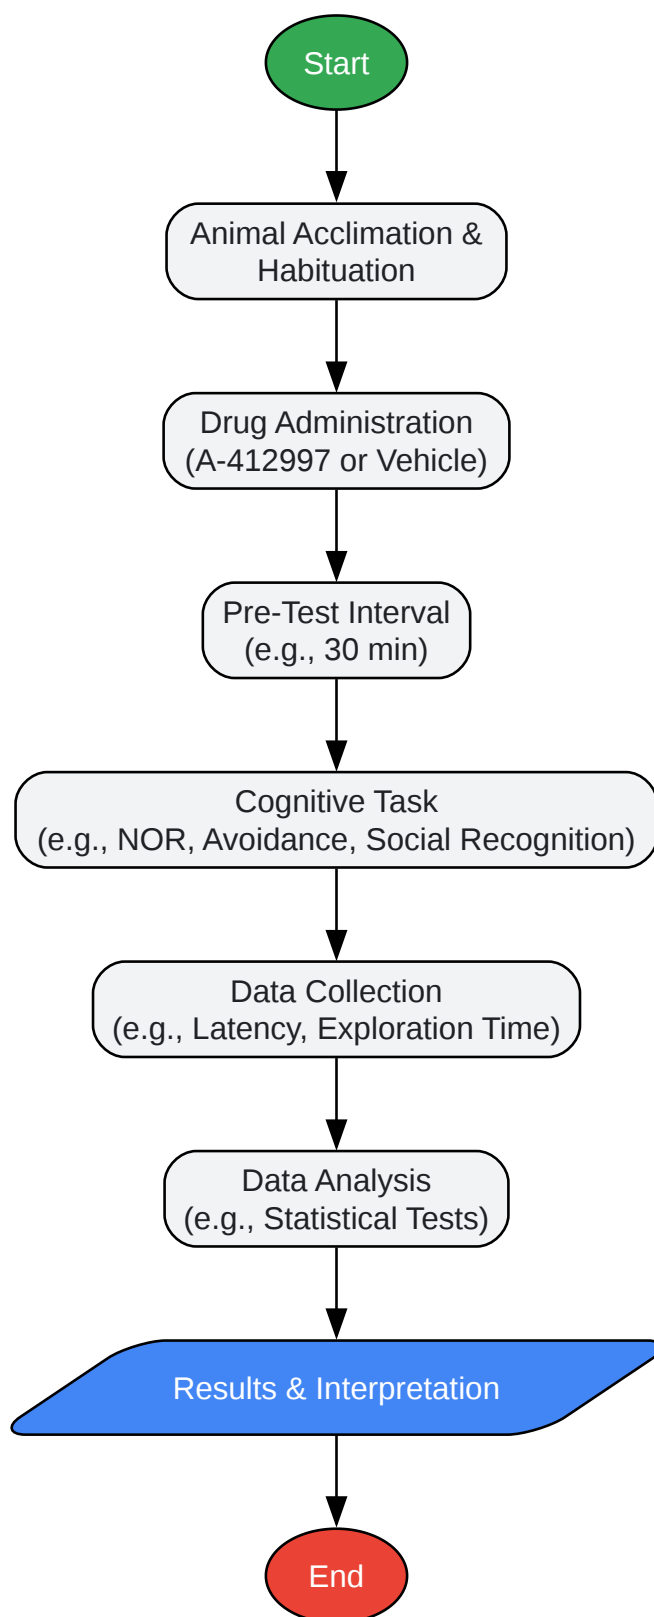 Start
Animal Acclimation &
Habituation
Drug Administration
(A-412997 or Vehicle)
Pre-Test Interval
(e.g., 30 min)
Cognitive Task
(e.g., NOR, Avoidance, Social Recognition)
Data Collection
(e.g., Latency, Exploration Time)
Data Analysis
(e.g., Statistical Tests)
Results & Interpretation
End